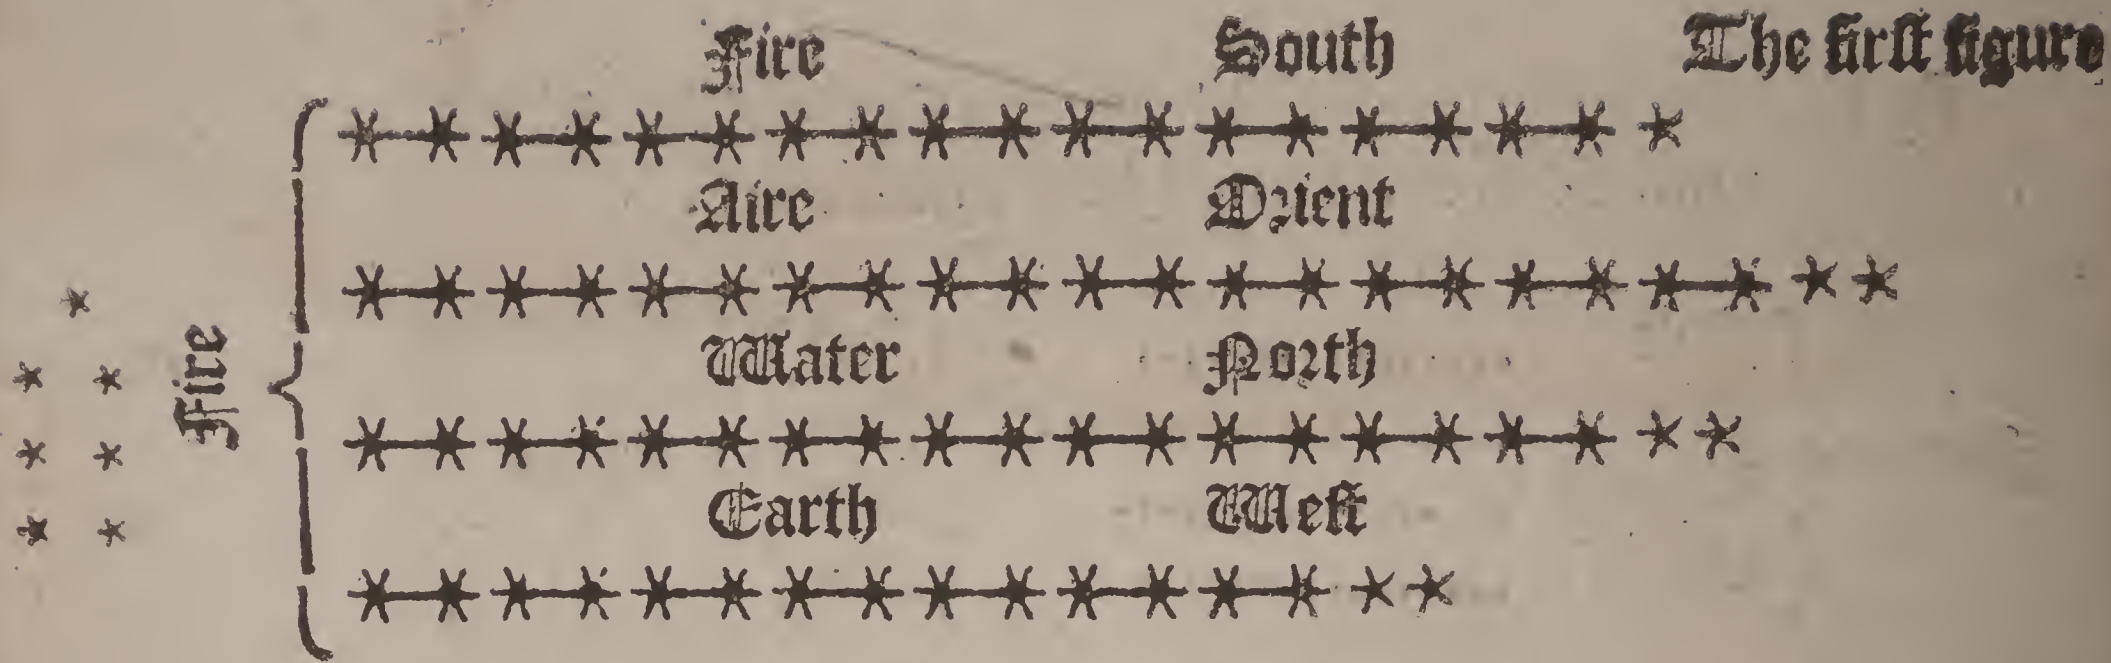 Fire South The firſt figure
Aire Orient
Fire
Water North
Earth Weſt